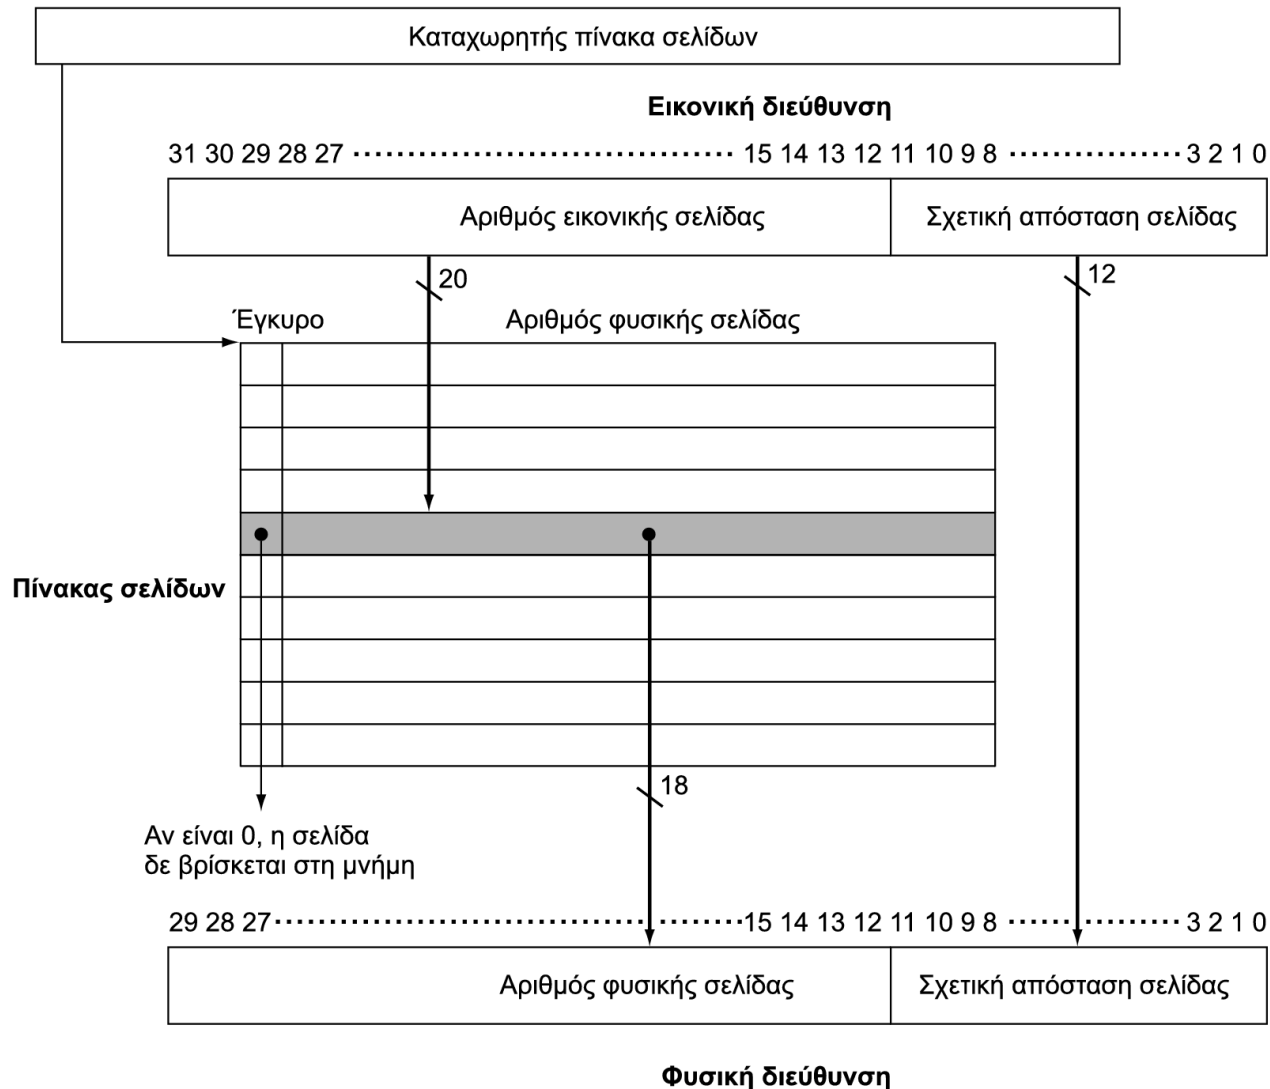 Καταχωρητής πίνακα σελίδων
Εικονική διεύθυνση
31 30 29 28 27 ................................... 15 14 13 12 11 10 9 8 ................ 3 2 1 0
Αριθμός εικονικής σελίδας Σχετική απόσταση σελίδας
20 12
Έγκυρο Αριθμός φυσικής σελίδας
Πίνακας σελίδων
18
Αν είναι 0, η σελίδα
δε βρίσκεται στη μνήμη
29 28 27........................................... 15 14 13 12 11 10 9 8 ................ 3 2 1 0
Αριθμός φυσικής σελίδας Σχετική απόσταση σελίδας
Φυσική διεύθυνση